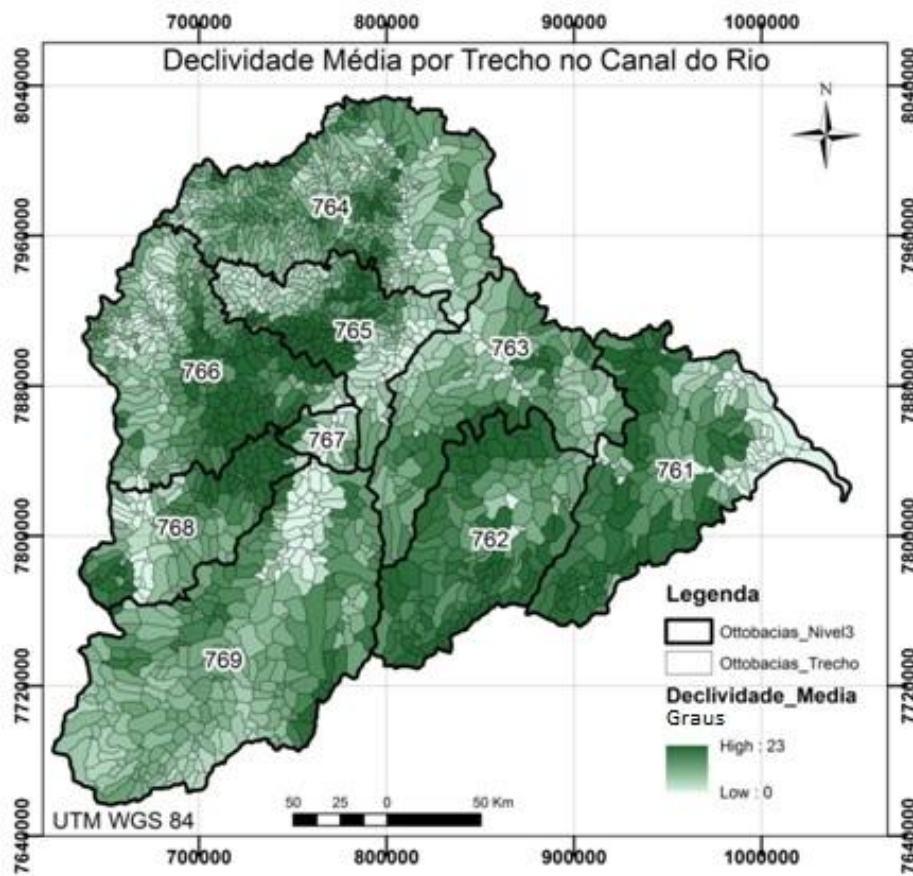 700000 800000 900000 1000000
Declividade Média por Trecho no Canal do Rio
8040000 8040000
N
764
7960000 7960000
765
763
766
7880000 7880000
767
761
768
762
7800000 7800000
Legenda
Ottobacias_Nivel3
769
Ottobacias_Trecho
7720000 7720000
Declividade_Media
Graus
High : 23
Low : 0
50 25 0 50 Km
UTM WGS 84
7640000 7640000
700000 800000 900000 1000000